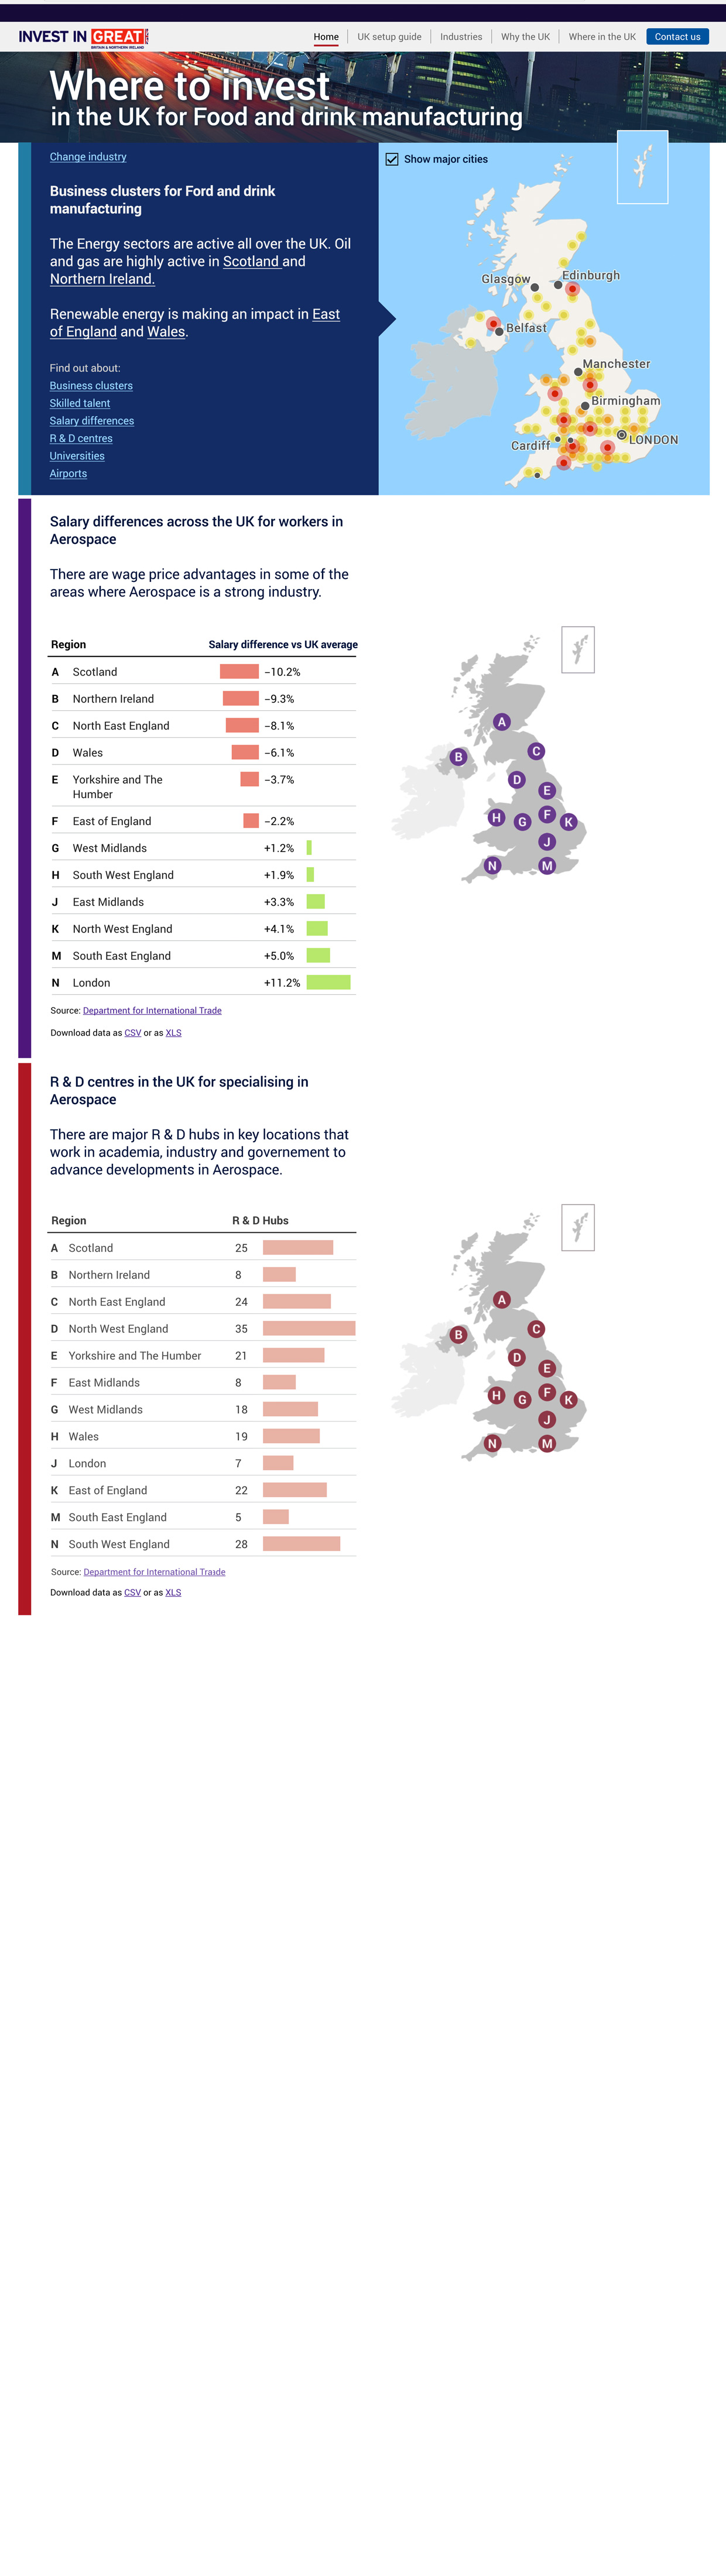 INVEST IN GREAT
BRITAIN & NORTHERN IRELAND
Home
UK setup guide
Industries
Why the UK
Where in the UK
Contact us
Where to invest
in the UK for Food and drink manufacturing
Change industry
Business clusters for Ford and drink
manufacturing
The Energy sectors are active all over the UK. Oil
and gas are highly active in Scotland and
Northern Ireland.
Renewable energy is making an impact in East
of England and Wales.
Find out about:
Business clusters
Skilled talent
Salary differences
R & D centres
Universities
Airports
Show major cities
Glasgow
Edinburgh
Belfast
Manchester
Birmingham
Cardiff
LONDON
Salary differences across the UK for workers in
Aerospace
There are wage price advantages in some of the
areas where Aerospace is a strong industry.
Region Salary difference vs UK average
A Scotland –10.2%
B Northern Ireland –9.3%
C North East England –8.1%
D Wales –6.1%
E Yorkshire and The –3.7%
Humber
F East of England –2.2%
G West Midlands +1.2%
H South West England +1.9%
J East Midlands +3.3%
K North West England +4.1%
M South East England +5.0%
N London +11.2%
Source: Department for International Trade
Download data as CSV or as XLS
A
B
C
D
E
H
G
F
K
J
N
M
R & D centres in the UK for specialising in
Aerospace
There are major R & D hubs in key locations that
work in academia, industry and governement to
advance developments in Aerospace.
Region R & D Hubs
A Scotland 25
B Northern Ireland 8
C North East England 24
D North West England 35
E Yorkshire and The Humber 21
F East Midlands 8
G West Midlands 18
H Wales 19
J London 7
K East of England 22
M South East England 5
N South West England 28
Source: Department for International Trade
Download data as CSV or as XLS
A
B
C
D
E
H
G
F
K
J
N
M